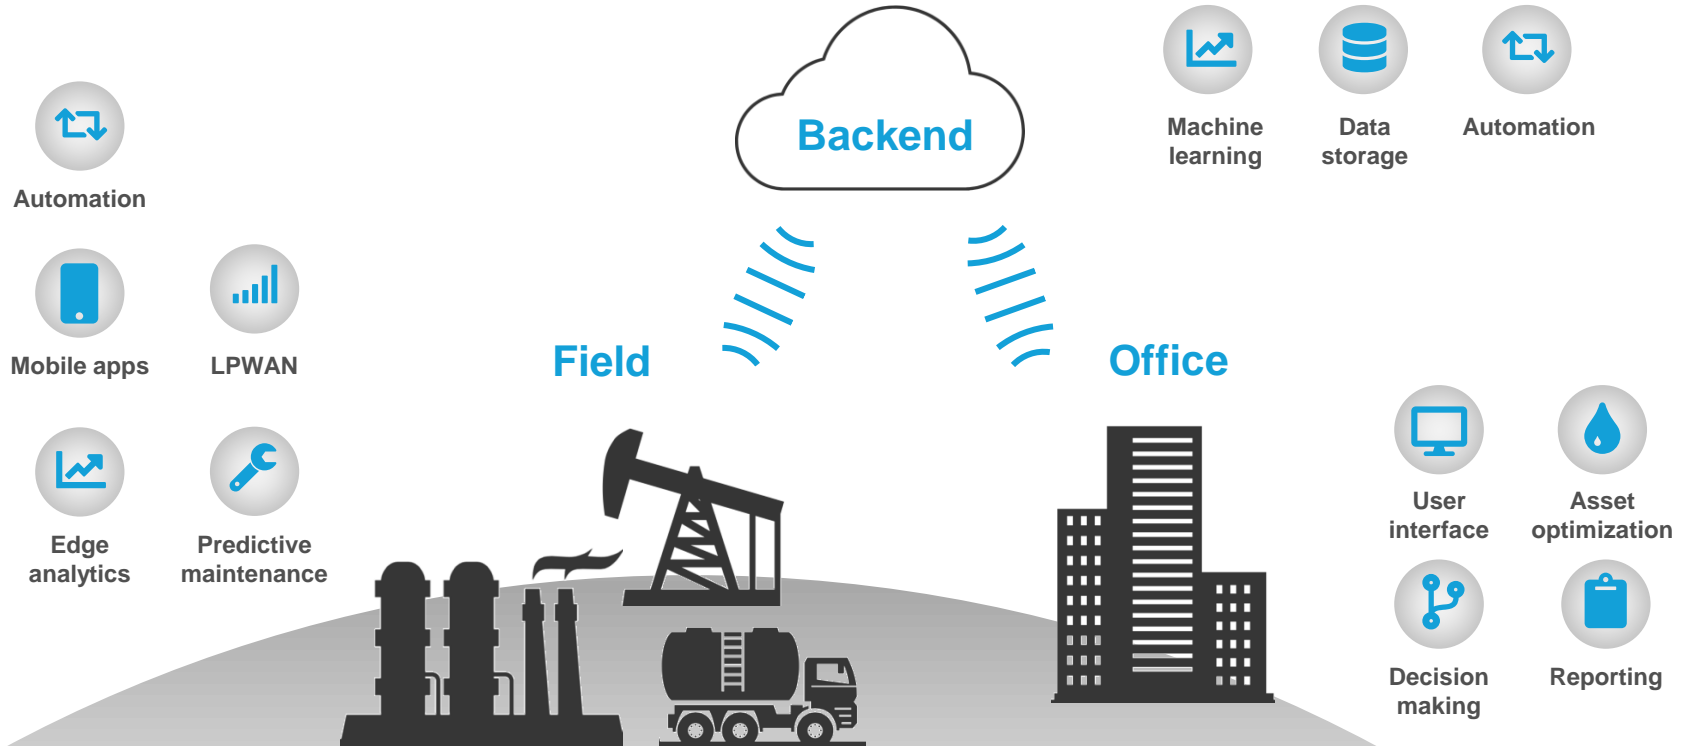 Backend
Machine
learning
Data
storage
Automation
Automation
Mobile apps
LPWAN
Edge
analytics
Predictive
maintenance
Field
Office
User
interface
Asset
optimization
Decision
making
Reporting